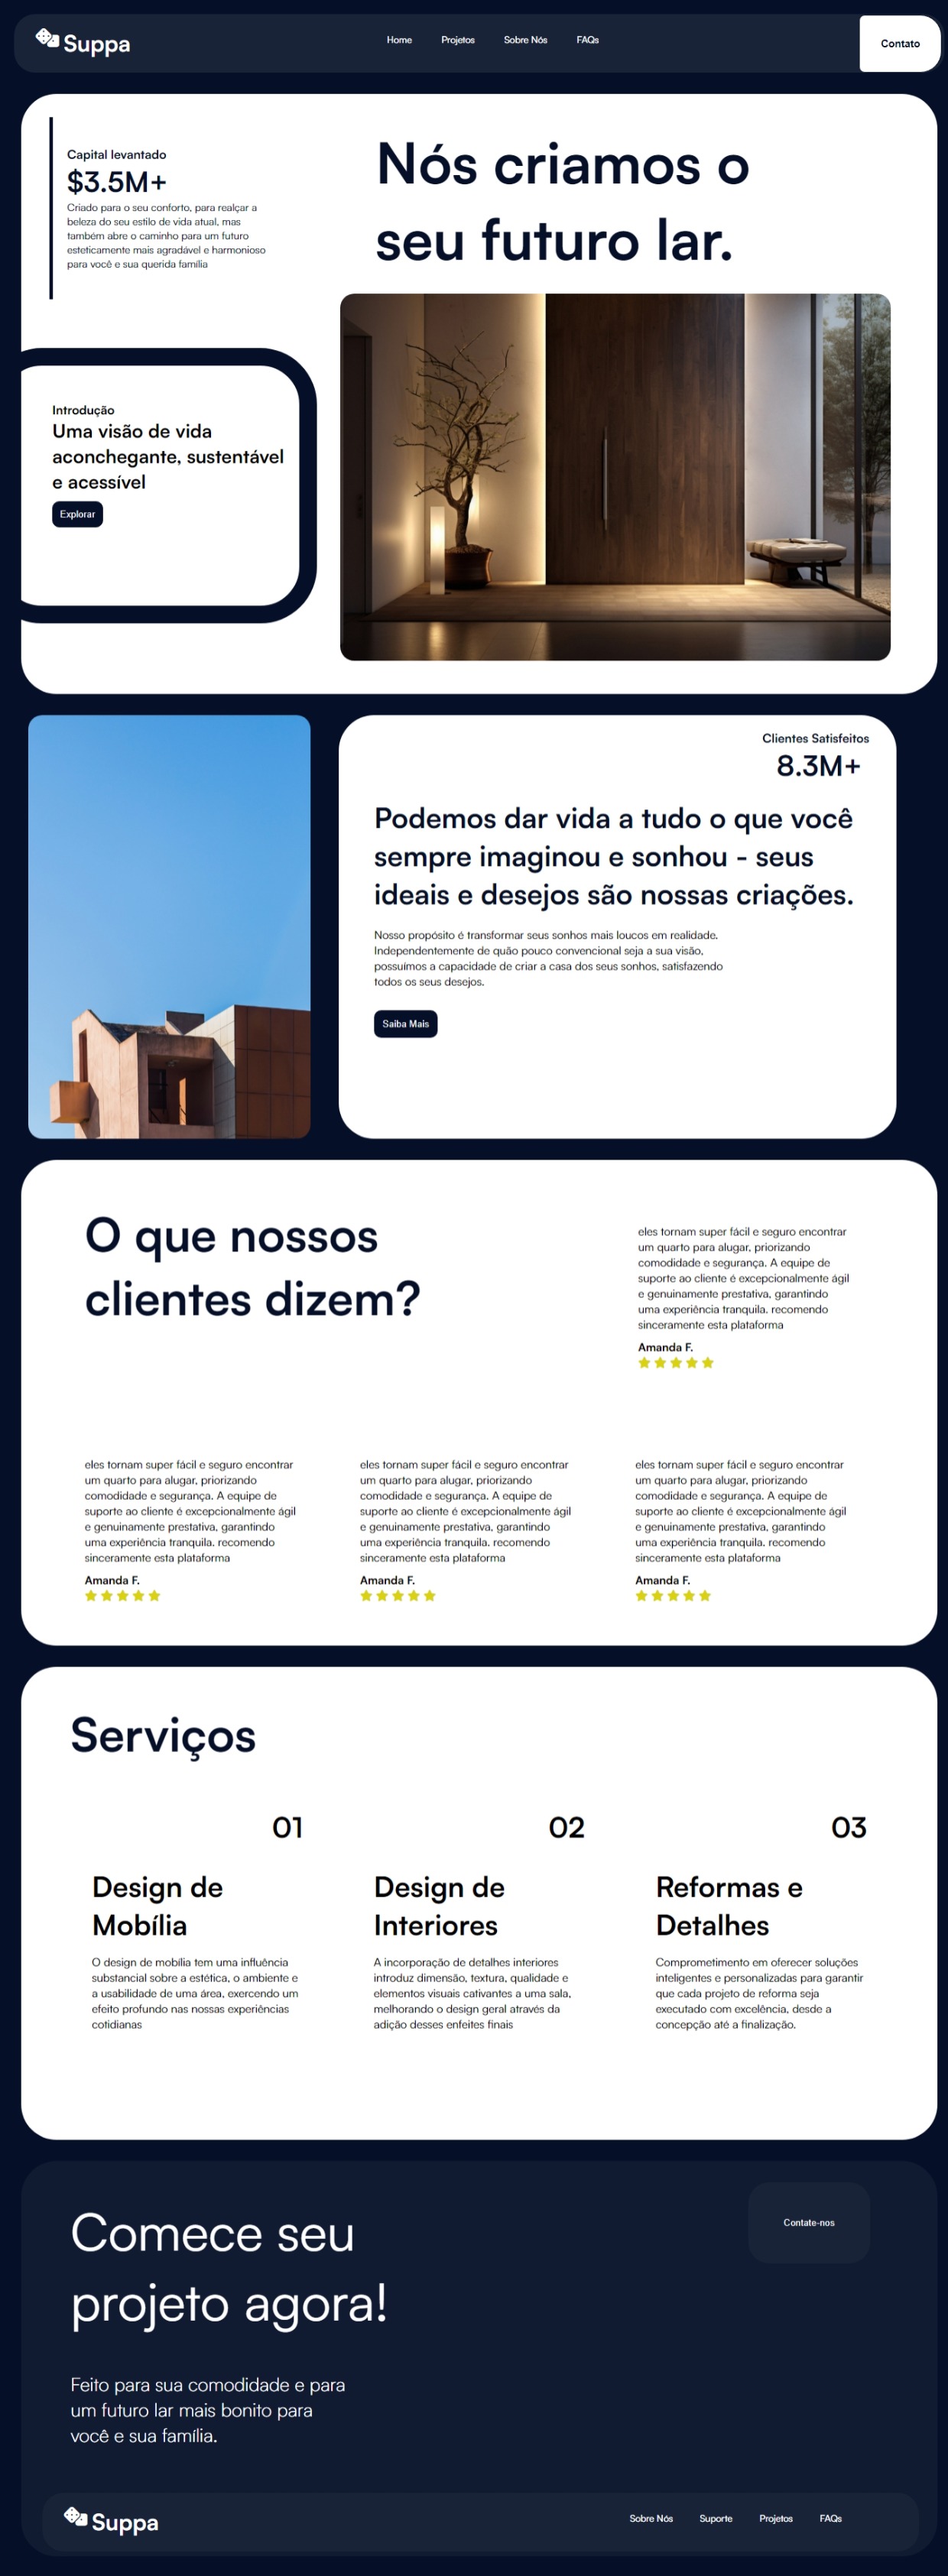 Suppa
Home Projetos Sobre Nós FAQs
Contato
Capital levantado
$3.5M+
Criado para o seu conforto, para realçar a
beleza do seu estilo de vida atual, mas
também abre o caminho para um futuro
esteticamente mais agradável e harmonioso
para você e sua querida família
Nós criamos o
seu futuro lar.
Introdução
Uma visão de vida
aconchegante, sustentável
e acessível
Explorar
Clientes Satisfeitos
8.3M+
Podemos dar vida a tudo o que você
sempre imaginou e sonhou - seus
ideais e desejos são nossas criações.
Nosso propósito é transformar seus sonhos mais loucos em realidade.
Independentemente de quão pouco convencional seja a sua visão,
possuímos a capacidade de criar a casa dos seus sonhos, satisfazendo
todos os seus desejos.
Saiba Mais
O que nossos
clientes dizem?
eles tornam super fácil e seguro encontrar
um quarto para alugar, priorizando
comodidade e segurança. A equipe de
suporte ao cliente é excepcionalmente ágil
e genuinamente prestativa, garantindo
uma experiência tranquila. recomendo
sinceramente esta plataforma
Amanda F.
eles tornam super fácil e seguro encontrar
um quarto para alugar, priorizando
comodidade e segurança. A equipe de
suporte ao cliente é excepcionalmente ágil
e genuinamente prestativa, garantindo
uma experiência tranquila. recomendo
sinceramente esta plataforma
Amanda F.
eles tornam super fácil e seguro encontrar
um quarto para alugar, priorizando
comodidade e segurança. A equipe de
suporte ao cliente é excepcionalmente ágil
e genuinamente prestativa, garantindo
uma experiência tranquila. recomendo
sinceramente esta plataforma
Amanda F.
eles tornam super fácil e seguro encontrar
um quarto para alugar, priorizando
comodidade e segurança. A equipe de
suporte ao cliente é excepcionalmente ágil
e genuinamente prestativa, garantindo
uma experiência tranquila. recomendo
sinceramente esta plataforma
Amanda F.
Serviços
01
Design de
Mobília
O design de mobília tem uma influência
substancial sobre a estética, o ambiente e
a usabilidade de uma área, exercendo um
efeito profundo nas nossas experiências
cotidianas
02
Design de
Interiores
A incorporação de detalhes interiores
introduz dimensão, textura, qualidade e
elementos visuais cativantes a uma sala,
melhorando o design geral através da
adição desses enfeites finais
03
Reformas e
Detalhes
Comprometimento em oferecer soluções
inteligentes e personalizadas para garantir
que cada projeto de reforma seja
executado com excelência, desde a
concepção até a finalização.
Comece seu
projeto agora!
Contate-nos
Feito para sua comodidade e para
um futuro lar mais bonito para
você e sua família.
Suppa
Sobre Nós Suporte Projetos FAQs